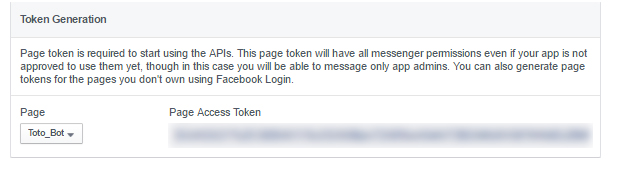 Token Generation
Page token is required to start using the APIs. This page token will have all messenger permissions even if your app is not
approved to use them yet, though in this case you will be able to message only app admins. You can also generate page
tokens for the pages you don't own using Facebook Login.
Page Page Access Token
Toto_Bot